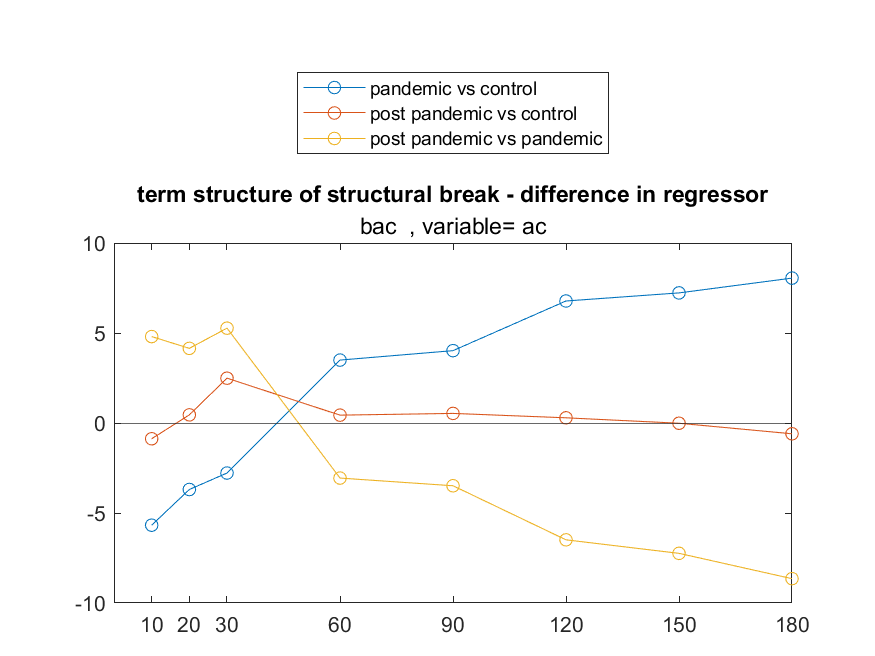 pandemic vs control
post pandemic vs control
post pandemic vs pandemic
term structure of structural break - difference in regressor
bac , variable= ac
10
5
0
-5
-10
10 20 30 60 90 120 150 180